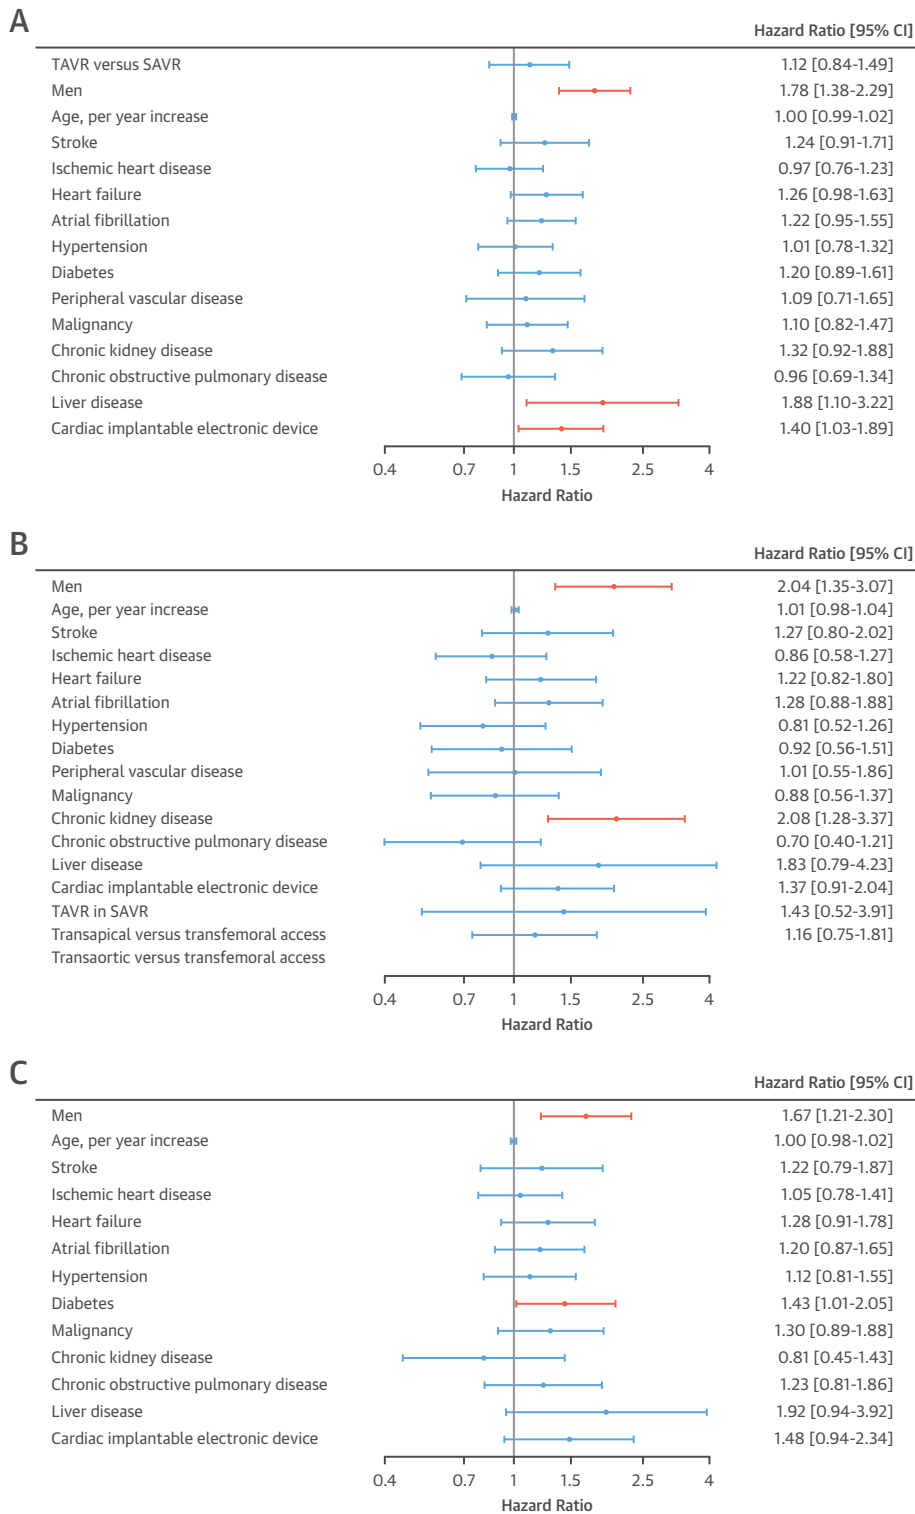 A
Hazard Ratio [95% CI]
TAVR versus SAVR 1.12 [0.84-1.49]
Men 1.78 [1.38-2.29]
Age, per year increase 1.00 [0.99-1.02]
Stroke 1.24 [0.91-1.71]
Ischemic heart disease 0.97 [0.76-1.23]
Heart failure 1.26 [0.98-1.63]
Atrial fibrillation 1.22 [0.95-1.55]
Hypertension 1.01 [0.78-1.32]
Diabetes 1.20 [0.89-1.61]
Peripheral vascular disease 1.09 [0.71-1.65]
Malignancy 1.10 [0.82-1.47]
Chronic kidney disease 1.32 [0.92-1.88]
Chronic obstructive pulmonary disease 0.96 [0.69-1.34]
Liver disease 1.88 [1.10-3.22]
Cardiac implantable electronic device 1.40 [1.03-1.89]
0.4 0.7 1 1.5 2.5 4
Hazard Ratio
B
Hazard Ratio [95% CI]
Men 2.04 [1.35-3.07]
Age, per year increase 1.01 [0.98-1.04]
Stroke 1.27 [0.80-2.02]
Ischemic heart disease 0.86 [0.58-1.27]
Heart failure 1.22 [0.82-1.80]
Atrial fibrillation 1.28 [0.88-1.88]
Hypertension 0.81 [0.52-1.26]
Diabetes 0.92 [0.56-1.51]
Peripheral vascular disease 1.01 [0.55-1.86]
Malignancy 0.88 [0.56-1.37]
Chronic kidney disease 2.08 [1.28-3.37]
Chronic obstructive pulmonary disease 0.70 [0.40-1.21]
Liver disease 1.83 [0.79-4.23]
Cardiac implantable electronic device 1.37 [0.91-2.04]
TAVR in SAVR 1.43 [0.52-3.91]
Transapical versus transfemoral access 1.16 [0.75-1.81]
Transaortic versus transfemoral access
0.4 0.7 1 1.5 2.5 4
Hazard Ratio
C
Hazard Ratio [95% CI]
Men 1.67 [1.21-2.30]
Age, per year increase 1.00 [0.98-1.02]
Stroke 1.22 [0.79-1.87]
Ischemic heart disease 1.05 [0.78-1.41]
Heart failure 1.28 [0.91-1.78]
Atrial fibrillation 1.20 [0.87-1.65]
Hypertension 1.12 [0.81-1.55]
Diabetes 1.43 [1.01-2.05]
Malignancy 1.30 [0.89-1.88]
Chronic kidney disease 0.81 [0.45-1.43]
Chronic obstructive pulmonary disease 1.23 [0.81-1.86]
Liver disease 1.92 [0.94-3.92]
Cardiac implantable electronic device 1.48 [0.94-2.34]
0.4 0.7 1 1.5 2.5 4
Hazard Ratio